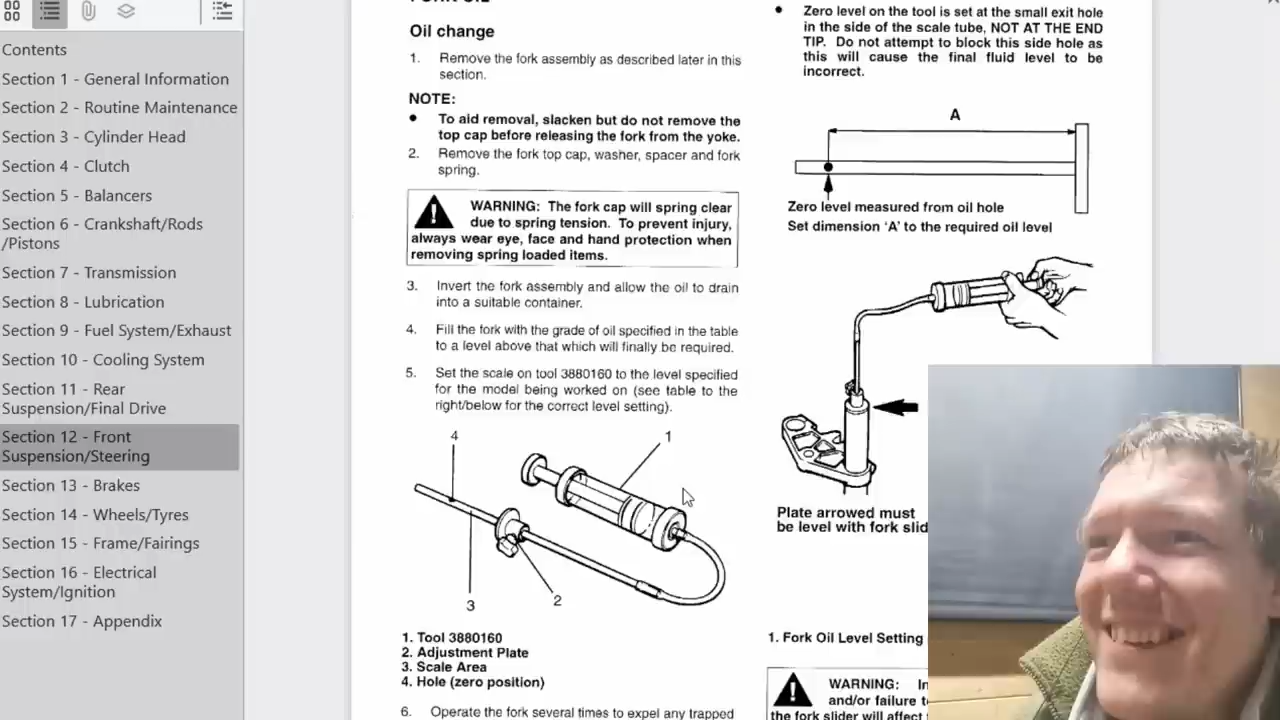 Contents
Section 1 - General Information
Section 2 - Routine Maintenance
Section 3 - Cylinder Head
Section 4 - Clutch
Section 5 - Balancers
Section 6 - Crankshaft/Rods
/Pistons
Section 7 - Transmission
Section 8 - Lubrication
Section 9 - Fuel System/Exhaust
Section 10 - Cooling System
Section 11 - Rear
Suspension/Final Drive
Section 12 - Front
Suspension/Steering
Section 13 - Brakes
Section 14 - Wheels/Tyres
Section 15 - Frame/Fairings
Section 16 - Electrical
System/Ignition
Section 17 - Appendix
FORK OIL
Oil change
1. Remove the fork assembly as described later in this
section.
NOTE:
• To aid removal, slacken but do not remove the
top cap before releasing the fork from the yoke.
2. Remove the fork top cap, washer, spacer and fork
spring.
WARNING: The fork cap will spring clear
due to spring tension. To prevent injury,
always wear eye, face and hand protection when
removing spring loaded items.
3. Invert the fork assembly and allow the oil to drain
into a suitable container.
4. Fill the fork with the grade of oil specified in the table
to a level above that which will finally be required.
5. Set the scale on tool 3880160 to the level specified
for the model being worked on (see table to the
right/below for the correct level setting).
4
1
3
2
1. Tool 3880160
2. Adjustment Plate
3. Scale Area
4. Hole (zero position)
6. Operate the fork several times to expel any trapped
• Zero level on the tool is set at the small exit hole
in the side of the scale tube, NOT AT THE END
TIP. Do not attempt to block this side hole as
this will cause the final fluid level to be
incorrect.
A
Zero level measured from oil hole
Set dimension 'A' to the required oil level
Plate arrowed must
be level with fork slid
1. Fork Oil Level Setting
WARNING: In
and/or failure t
the fork slider will affect